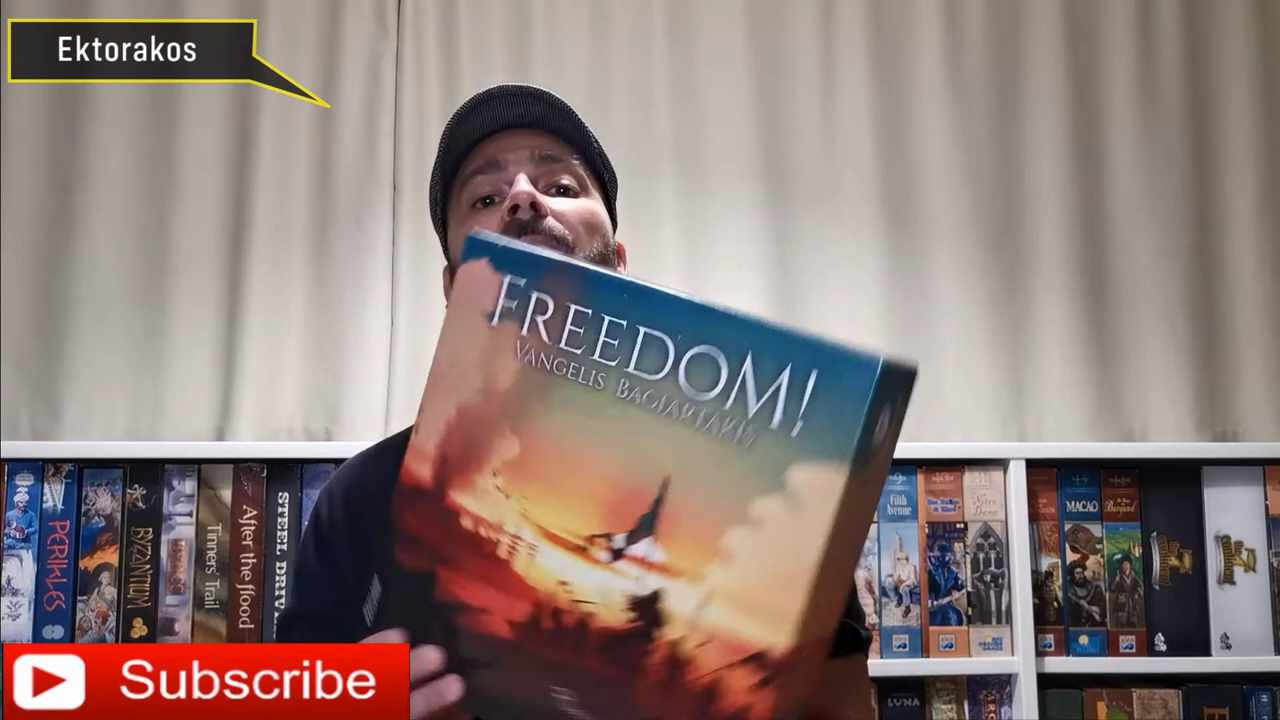 Ektorakos
FREEDOM!
VANGELIS BAGIARTAKIS
PERIKLES
BYZANTIUM
Tinners' Trail
After the flood
STEEL DRIV
Fifth
Avenue
Notre
Dame
MACAO
Burgund
LUNA
Subscribe